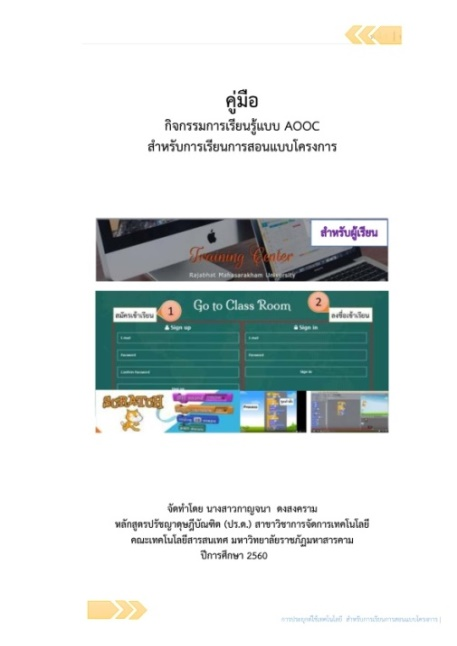 คู่มือ
กิจกรรมการเรียนรู้แบบ AOOC
สำหรับการเรียนการสอนแบบโครงการ
สำหรับผู้เรียน
Training Center
Rajabhat Mahasarakham University
Go to Class Room
สมัครเข้าเรียน 1
2 ลงชื่อเข้าเรียน
Sign up
Sign in
E-mail
E-mail
Password
Password
Confirm Password
Sign in
SCRATCH
จัดทำโดย นางสาวกาญจนา ดงสงคราม
หลักสูตรปรัชญาดุษฎีบัณฑิต (ปร.ด.) สาขาวิชาการจัดการเทคโนโลยี
คณะเทคโนโลยีสารสนเทศ มหาวิทยาลัยราชภัฏมหาสารคาม
ปีการศึกษา 2560
การประยุกต์ใช้เทคโนโลยี สำหรับการเรียนการสอนแบบโครงการ |